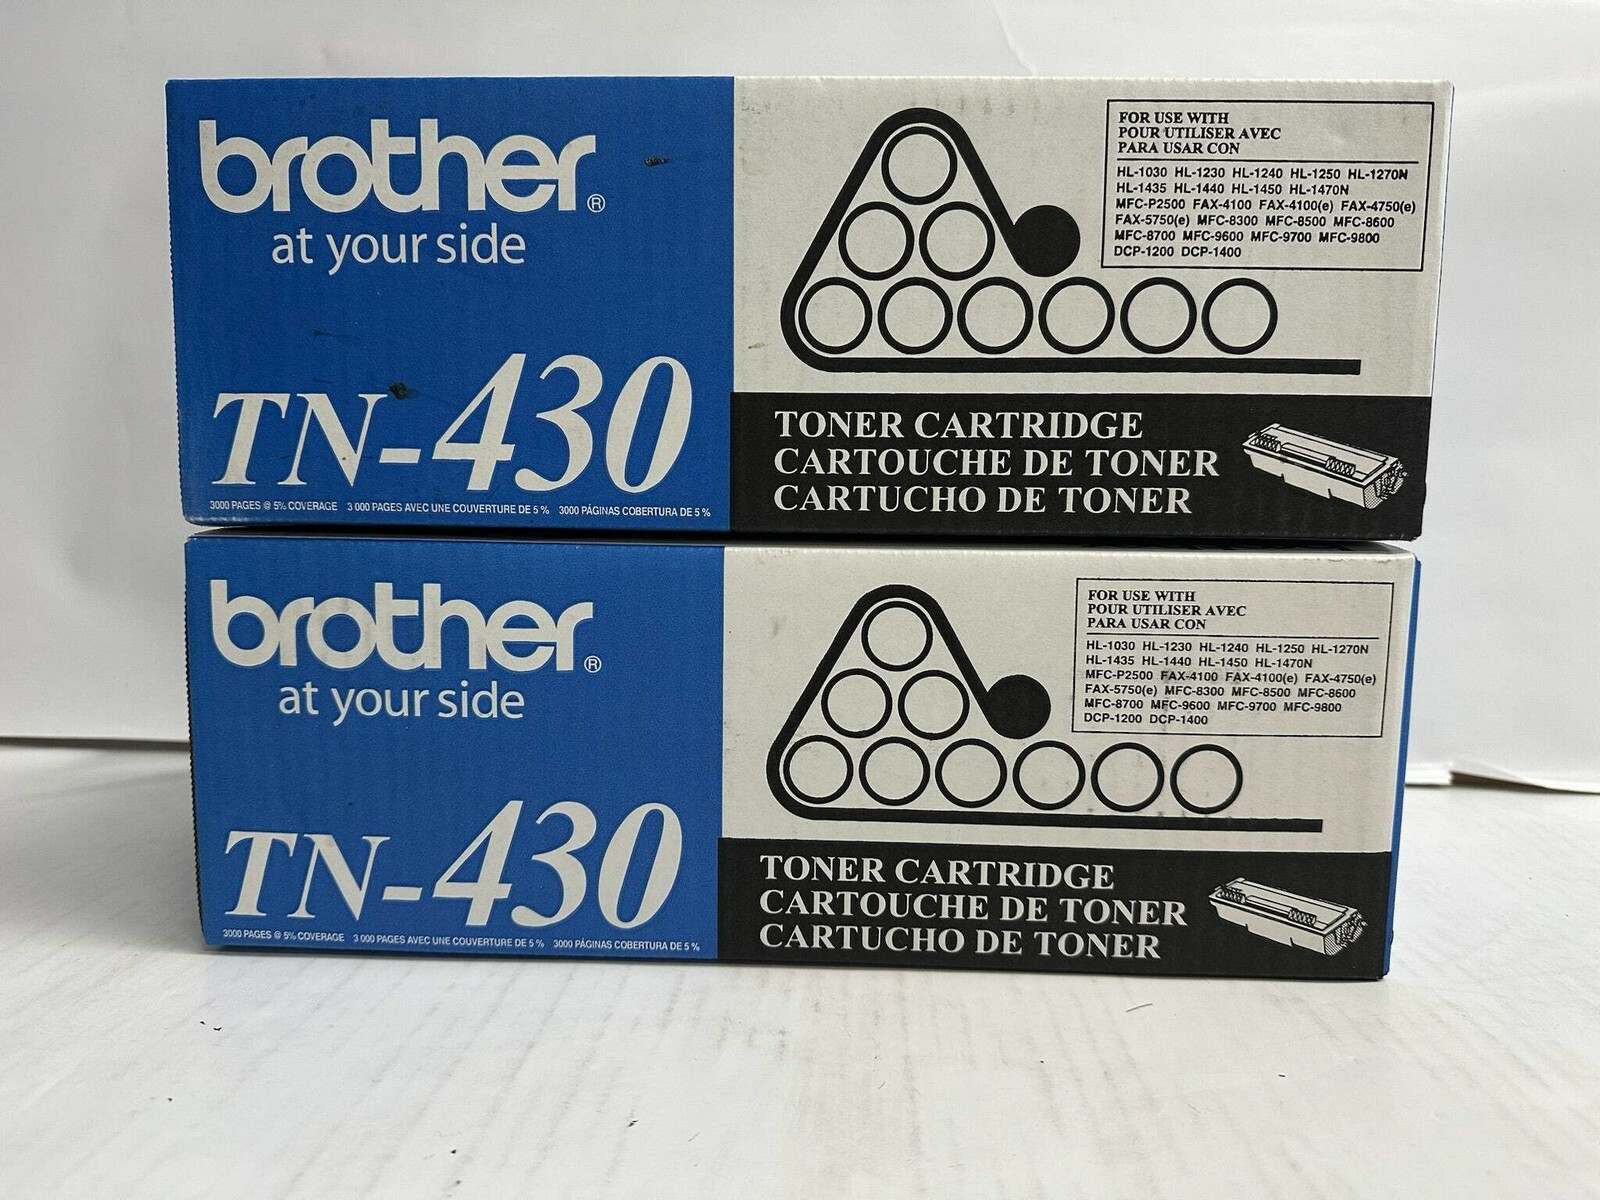 brother®
at your side
TN-430
3000 PAGES @ 5% COVERAGE 3 000 PAGES AVEC UNE COUVERTURE DE 5 % 3000 PÁGINAS COBERTURA DE 5 %
FOR USE WITH
POUR UTILISER AVEC
PARA USAR CON
HL-1030 HL-1230 HL-1240 HL-1250 HL-1270N
HL-1435 HL-1440 HL-1450 HL-1470N
MFC-P2500 FAX-4100 FAX-4100(e) FAX-4750(e)
FAX-5750(e) MFC-8300 MFC-8500 MFC-8600
MFC-8700 MFC-9600 MFC-9700 MFC-9800
DCP-1200 DCP-1400
TONER CARTRIDGE
CARTOUCHE DE TONER
CARTUCHO DE TONER
brother®
at your side
TN-430
3000 PAGES @ 5% COVERAGE 3 000 PAGES AVEC UNE COUVERTURE DE 5 % 3000 PÁGINAS COBERTURA DE 5 %
FOR USE WITH
POUR UTILISER AVEC
PARA USAR CON
HL-1030 HL-1230 HL-1240 HL-1250 HL-1270N
HL-1435 HL-1440 HL-1450 HL-1470N
MFC-P2500 FAX-4100 FAX-4100(e) FAX-4750(e)
FAX-5750(e) MFC-8300 MFC-8500 MFC-8600
MFC-8700 MFC-9600 MFC-9700 MFC-9800
DCP-1200 DCP-1400
TONER CARTRIDGE
CARTOUCHE DE TONER
CARTUCHO DE TONER